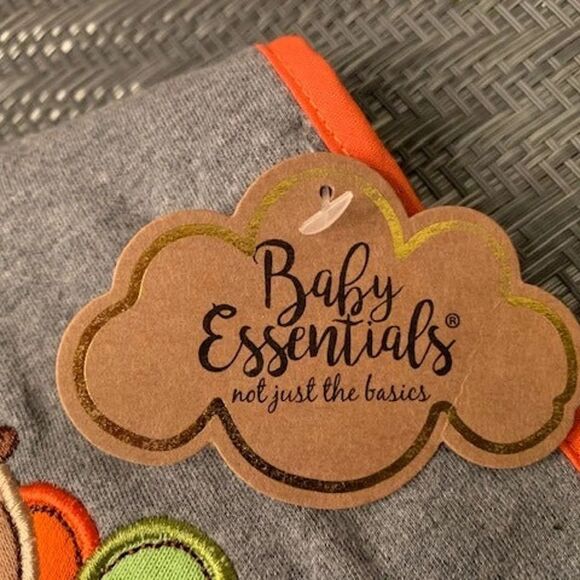 Baby
Essentials®
not just the basics